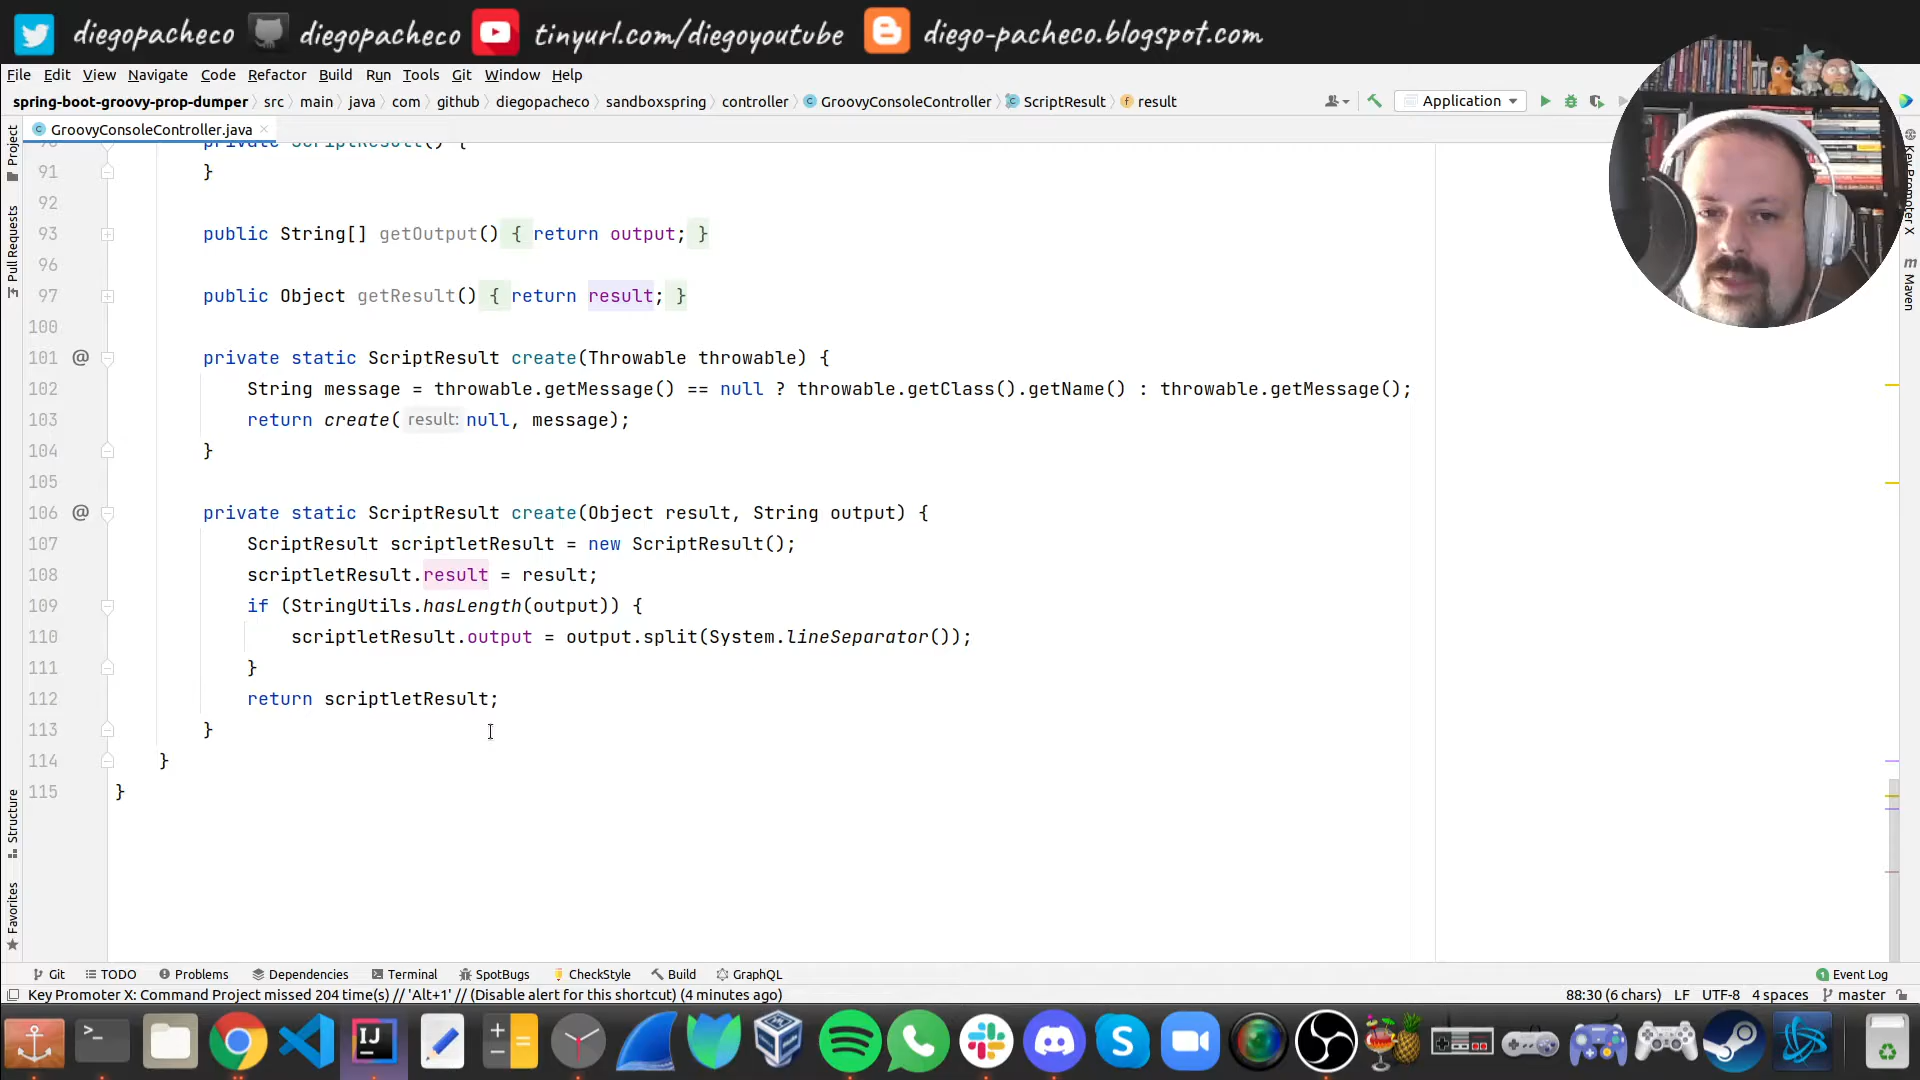 diegopacheco diegopacheco tinyurl.com/diegoyoutube diego-pacheco.blogspot.com
File Edit View Navigate Code Refactor Build Run Tools Git Window Help
spring-boot-groovy-prop-dumper src main java com github diegopacheco sandboxspring controller GroovyConsoleController ScriptResult result Application
GroovyConsoleController.java
Project
Pull Requests
Structure
Favorites
Key Promoter X
Maven
90 private ScriptResult() {
91 }
92
93 public String[] getOutput() { return output; }
96
97 public Object getResult() { return result; }
100
101 @ private static ScriptResult create(Throwable throwable) {
102 String message = throwable.getMessage() == null ? throwable.getClass().getName() : throwable.getMessage();
103 return create( result: null, message);
104 }
105
106 @ private static ScriptResult create(Object result, String output) {
107 ScriptResult scriptletResult = new ScriptResult();
108 scriptletResult.result = result;
109 if (StringUtils.hasLength(output)) {
110 scriptletResult.output = output.split(System.lineSeparator());
111 }
112 return scriptletResult;
113 }
114 }
115 }
Git TODO Problems Dependencies Terminal SpotBugs CheckStyle Build GraphQL 1 Event Log
Key Promoter X: Command Project missed 204 time(s) // 'Alt+1' // (Disable alert for this shortcut) (4 minutes ago) 88:30 (6 chars) LF UTF-8 4 spaces master